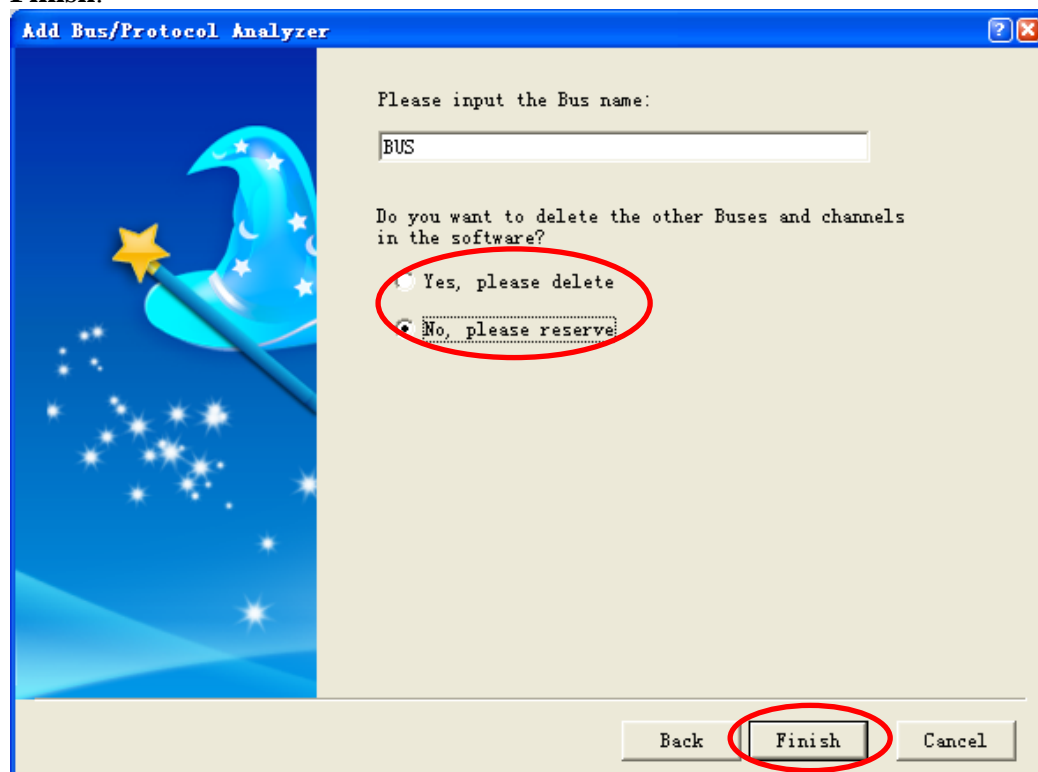 Finish.
Add Bus/Protocol Analyzer
Please input the Bus name:
BUS
Do you want to delete the other Buses and channels
in the software?
Yes, please delete
No, please reserve
Back
Finish
Cancel